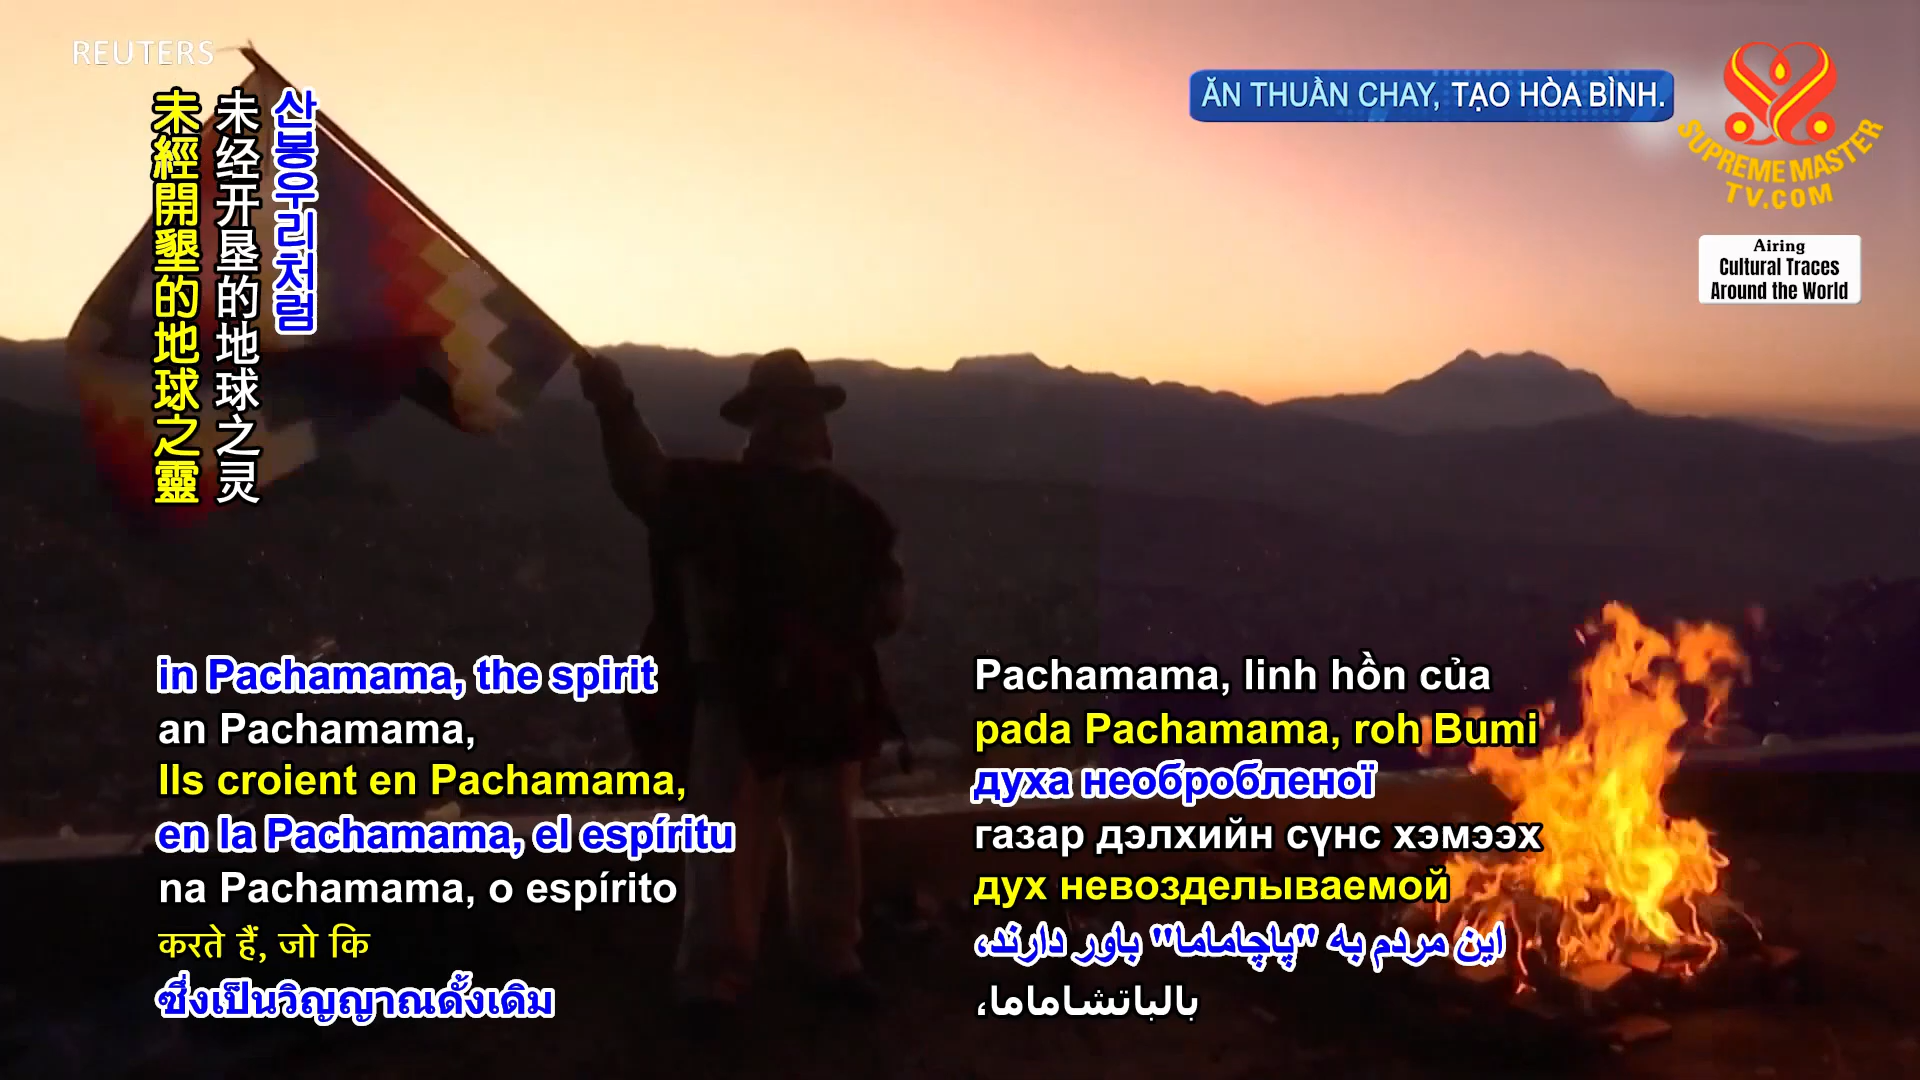 REUTERS
ĂN THUẦN CHAY, TẠO HÒA BÌNH.
SUPREME MASTER
TV.COM
Airing
Cultural Traces
Around the World
산봉우리처럼
未经开垦的地球之灵
未經開墾的地球之靈
in Pachamama, the spirit
an Pachamama,
Ils croient en Pachamama,
en la Pachamama, el espíritu
na Pachamama, o espírito
करते हैं, जो कि
ซึ่งเป็นวิญญาณดั้งเดิม
Pachamama, linh hồn của
pada Pachamama, roh Bumi
духа необробленої
газар дэлхийн сүнс хэмээх
дух невозделываемой
این مردم به "پاچاماما" باور دارند،
بالباتشاماما،